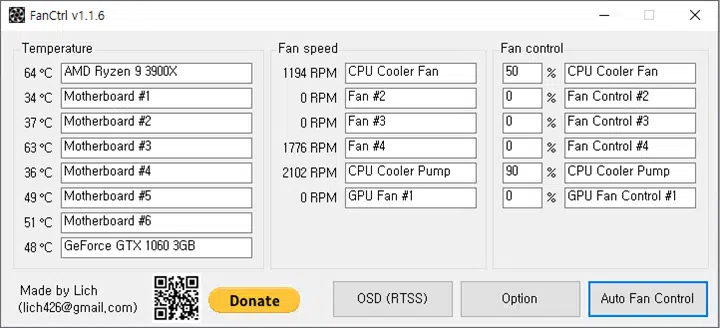 FanCtrl v1.1.6
Temperature
64 ℃ AMD Ryzen 9 3900X
34 ℃ Motherboard #1
37 ℃ Motherboard #2
63 ℃ Motherboard #3
36 ℃ Motherboard #4
49 ℃ Motherboard #5
51 ℃ Motherboard #6
48 ℃ GeForce GTX 1060 3GB
Fan speed
1194 RPM CPU Cooler Fan
0 RPM Fan #2
0 RPM Fan #3
1776 RPM Fan #4
2102 RPM CPU Cooler Pump
0 RPM GPU Fan #1
Fan control
50 % CPU Cooler Fan
0 % Fan Control #2
0 % Fan Control #3
0 % Fan Control #4
90 % CPU Cooler Pump
0 % GPU Fan Control #1
Made by Lich
(lich426@gmail.com)
Donate
OSD (RTSS)
Option
Auto Fan Control